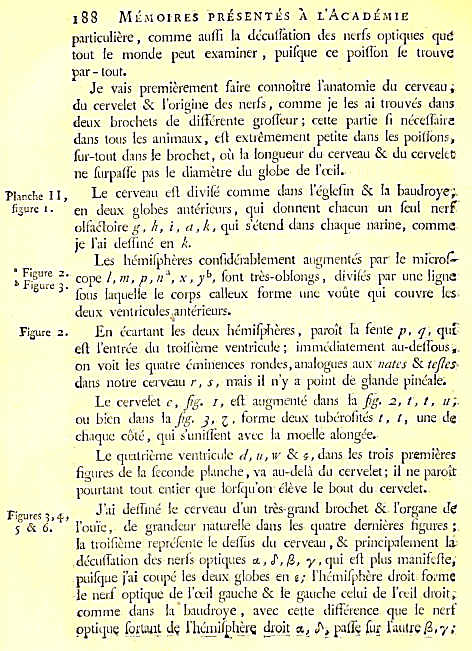 188 MÉMOIRES PRÉSENTÉS À L'ACADÉMIE
particulière, comme auſſi la décuſſation des nerfs optiques que
tout le monde peut examiner, puiſque ce poiſſon ſe trouve
par-tout.
Je vais premièrement faire connoître l'anatomie du cerveau,
du cervelet & l'origine des nerfs, comme je les ai trouvés dans
deux brochets de différente groſſeur; cette partie ſi néceſſaire
dans tous les animaux, eſt extrêmement petite dans les poiſſons,
ſur-tout dans le brochet, où la longueur du cerveau & du cervelet
ne ſurpaſſe pas le diamètre du globe de l'œil.
Planche II, figure 1.
Le cerveau eſt diviſé comme dans l'égleſin & la baudroye,
en deux globes antérieurs, qui donnent chacun un ſeul nerf
olfactoire g, h, i, a, k, qui s'étend dans chaque narine, comme
je l'ai deſſiné en k.
Les hémiſphères conſidérablement augmentés par le microſ-
ᵃ Figure 2.
ᵇ Figure 3.
cope l, m, p, nᵃ, x, yᵇ, ſont très-oblongs, diviſés par une ligne
ſous laquelle le corps calleux forme une voûte qui couvre les
deux ventricules antérieurs.
Figure 2.
En écartant les deux hémiſphères, paroît la fente p, q, qui
eſt l'entrée du troiſième ventricule; immédiatement au-deſſous,
on voit les quatre éminences rondes, analogues aux nates & teſtes
dans notre cerveau r, s, mais il n'y a point de glande pinéale.
Le cervelet e, fig. 1, eſt augmenté dans la fig. 2, t, t, u,
ou bien dans la fig. 3, z, forme deux tubéroſités t, t, une de
chaque côté, qui s'uniſſent avec la moelle alongée.
Le quatrième ventricule d, u, w & ç, dans les trois premières
figures de la ſeconde planche, va au-delà du cervelet; il ne paroît
pourtant tout entier que lorſqu'on élève le bout du cervelet.
Figures 3, 4, 5 & 6.
J'ai deſſiné le cerveau d'un très-grand brochet & l'organe de
l'ouïe, de grandeur naturelle dans les quatre dernières figures;
la troiſième repréſente le deſſus du cerveau, & principalement la
décuſſation des nerfs optiques α, δ, β, γ, qui eſt plus manifeſte,
puiſque j'ai coupé les deux globes en ε; l'hémiſphère droit forme
le nerf optique de l'œil gauche & le gauche celui de l'œil droit,
comme dans la baudroye, avec cette différence que le nerf
optique ſortant de l'hémiſphère droit α, δ, paſſe ſur l'autre β, γ;